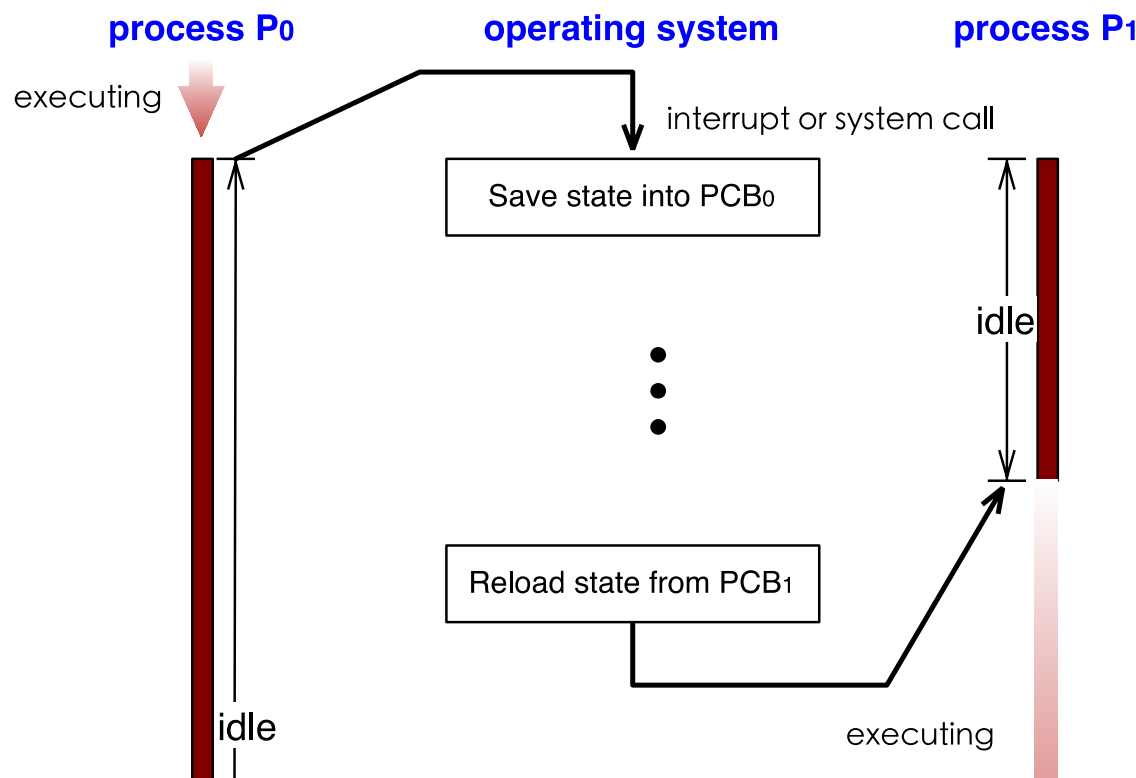 process P0 operating system process P1
executing
interrupt or system call
Save state into PCB0
idle
Reload state from PCB1
idle
executing